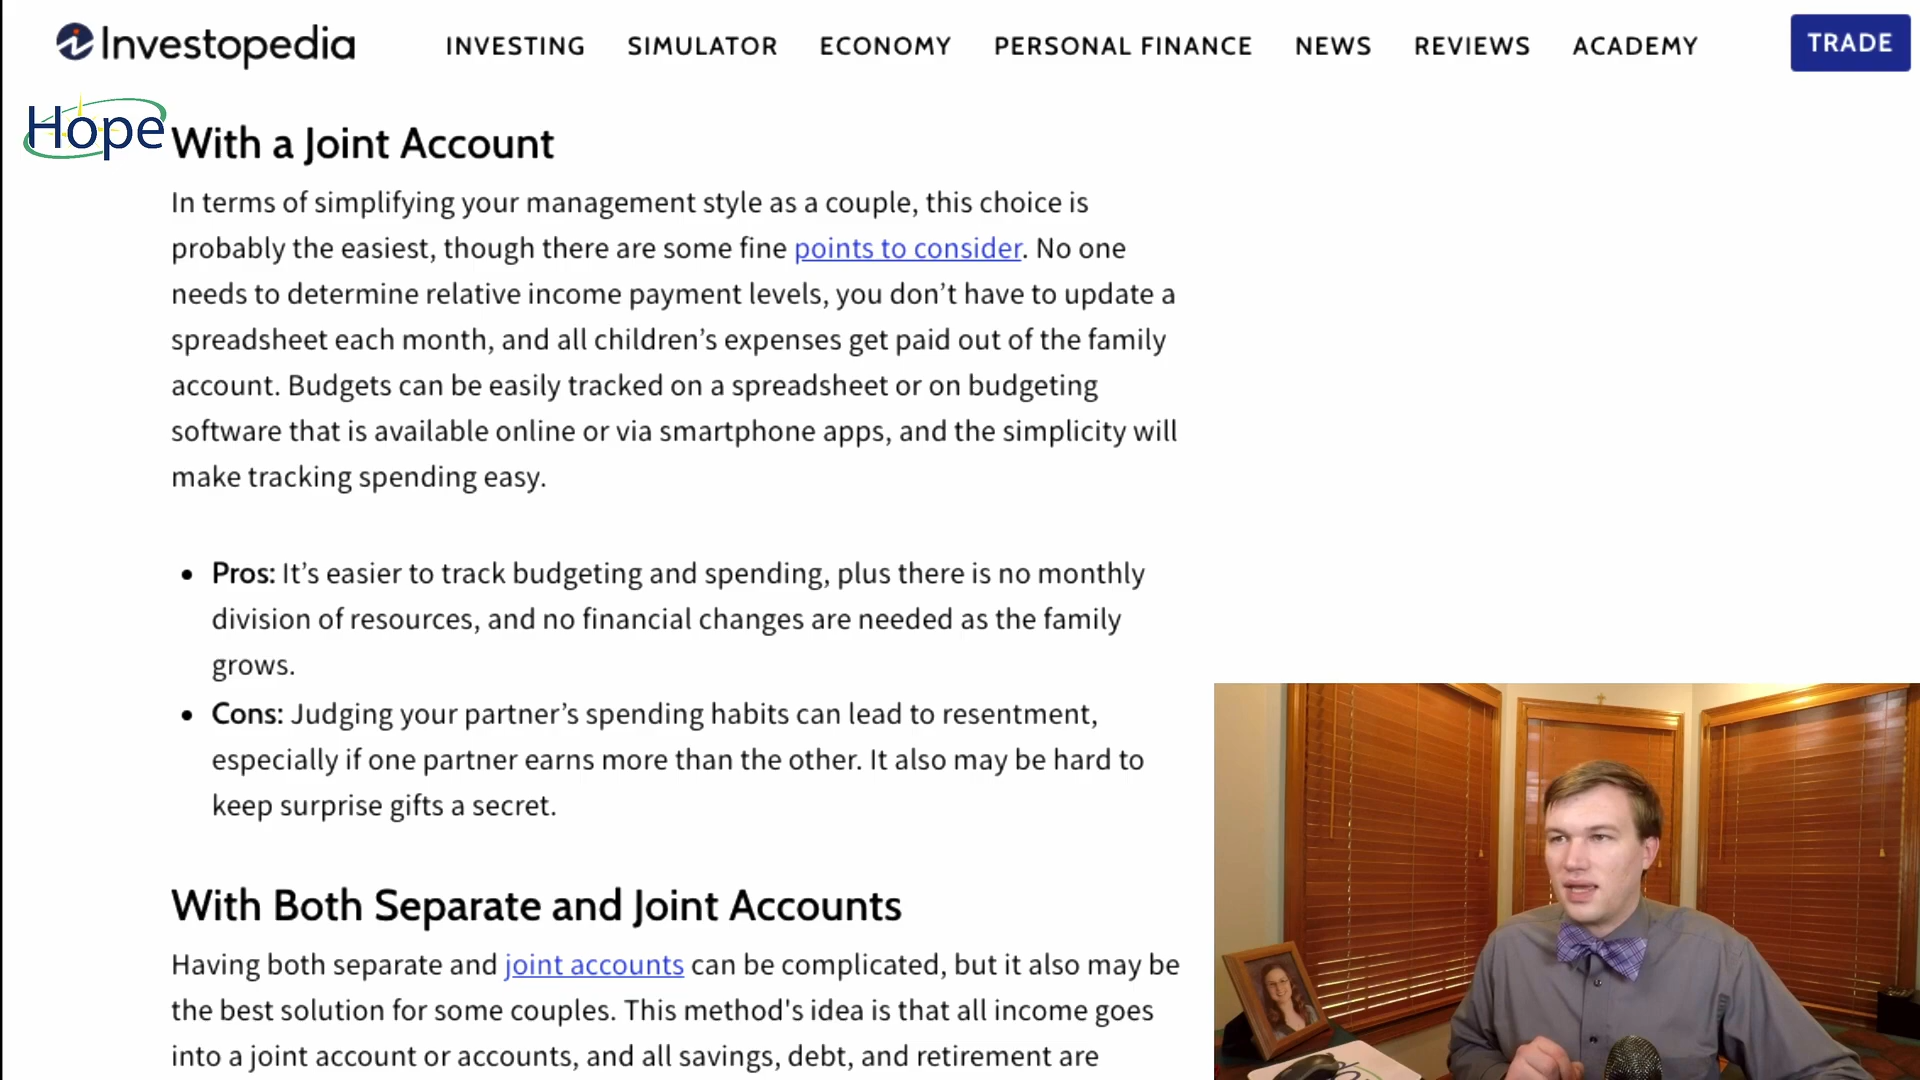 Investopedia
INVESTING SIMULATOR ECONOMY PERSONAL FINANCE NEWS REVIEWS ACADEMY TRADE
Hope
With a Joint Account
In terms of simplifying your management style as a couple, this choice is
probably the easiest, though there are some fine points to consider. No one
needs to determine relative income payment levels, you don’t have to update a
spreadsheet each month, and all children’s expenses get paid out of the family
account. Budgets can be easily tracked on a spreadsheet or on budgeting
software that is available online or via smartphone apps, and the simplicity will
make tracking spending easy.
• Pros: It’s easier to track budgeting and spending, plus there is no monthly
division of resources, and no financial changes are needed as the family
grows.
• Cons: Judging your partner’s spending habits can lead to resentment,
especially if one partner earns more than the other. It also may be hard to
keep surprise gifts a secret.
With Both Separate and Joint Accounts
Having both separate and joint accounts can be complicated, but it also may be
the best solution for some couples. This method's idea is that all income goes
into a joint account or accounts, and all savings, debt, and retirement are